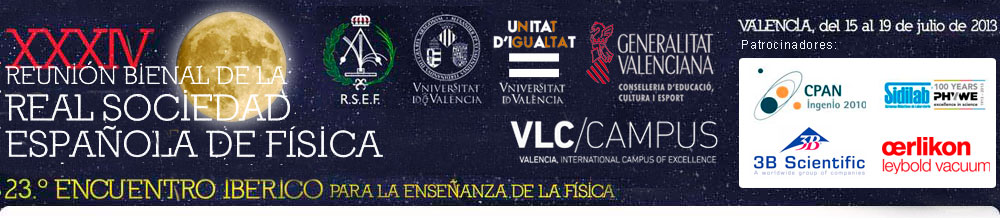 XXXIV
REUNIÓN BIENAL DE LA
REAL SOCIEDAD
ESPAÑOLA DE FÍSICA
23.º ENCUENTRO IBERICO PARA LA ENSEÑANZA DE LA FÍSICA
R.S.E.F.
VNIVERSITAT
DE VALÈNCIA
UNITAT
D'IGUALTAT
VNIVERSITAT
DE VALÈNCIA
GENERALITAT
VALENCIANA
CONSELLERIA D'EDUCACIÓ,
CULTURA I ESPORT
VLC/CAMPUS
VALENCIA, INTERNATIONAL CAMPUS OF EXCELLENCE
VALENCIA, del 15 al 19 de julio de 2013
Patrocinadores:
CPAN
Ingenio 2010
Sidilab
100 YEARS
PHYWE
excellence in science
3B
3B Scientific
A worldwide group of companies
œrlikon
leybold vacuum